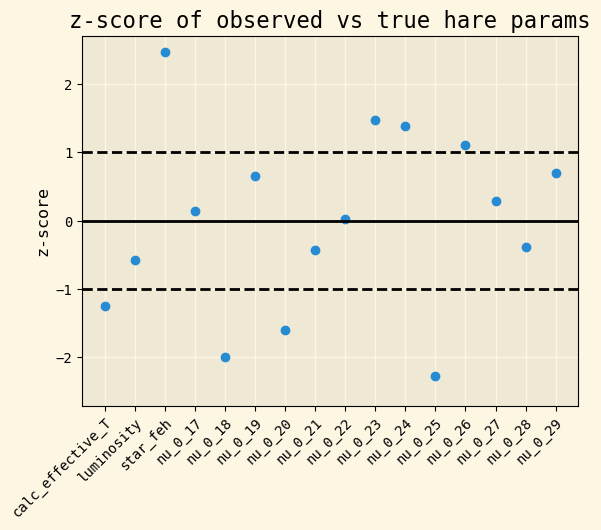 z-score of observed vs true hare params
z-score
2
1
0
−1
−2
calc_effective_T
luminosity
star_feh
nu_0_17
nu_0_18
nu_0_19
nu_0_20
nu_0_21
nu_0_22
nu_0_23
nu_0_24
nu_0_25
nu_0_26
nu_0_27
nu_0_28
nu_0_29